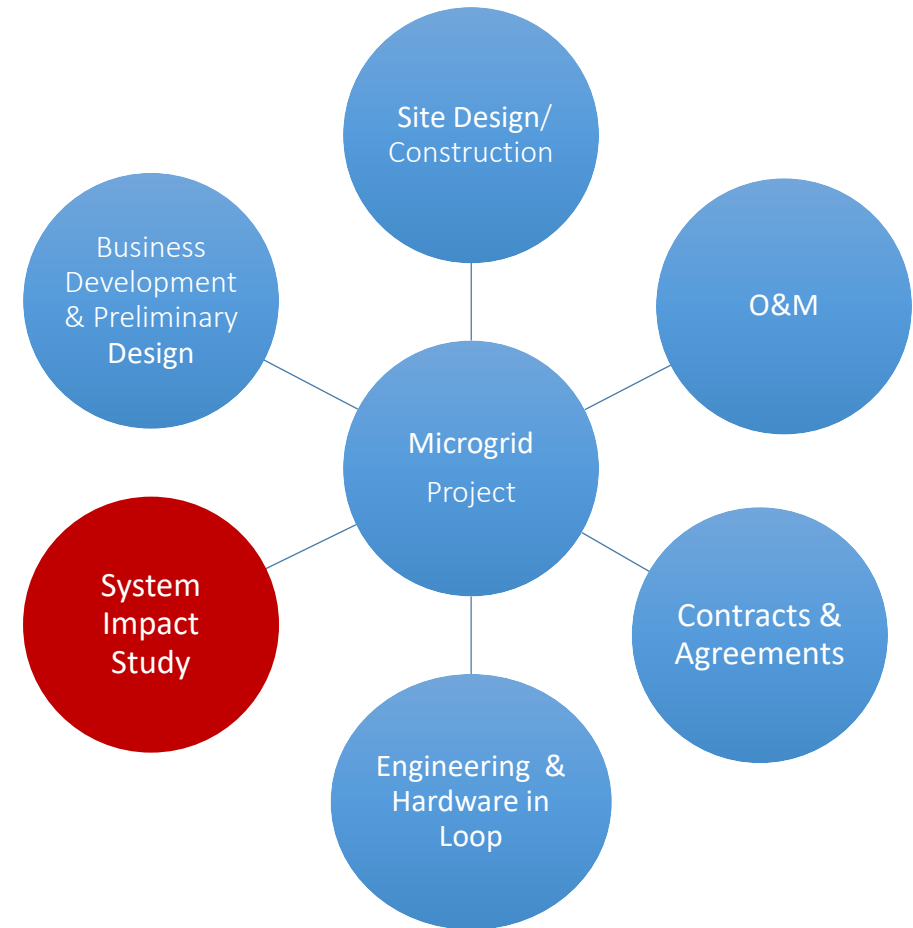 Site Design/
Construction
Business
Development
& Preliminary
Design
O&M
Microgrid
Project
System
Impact
Study
Contracts &
Agreements
Engineering  &
Hardware in
Loop